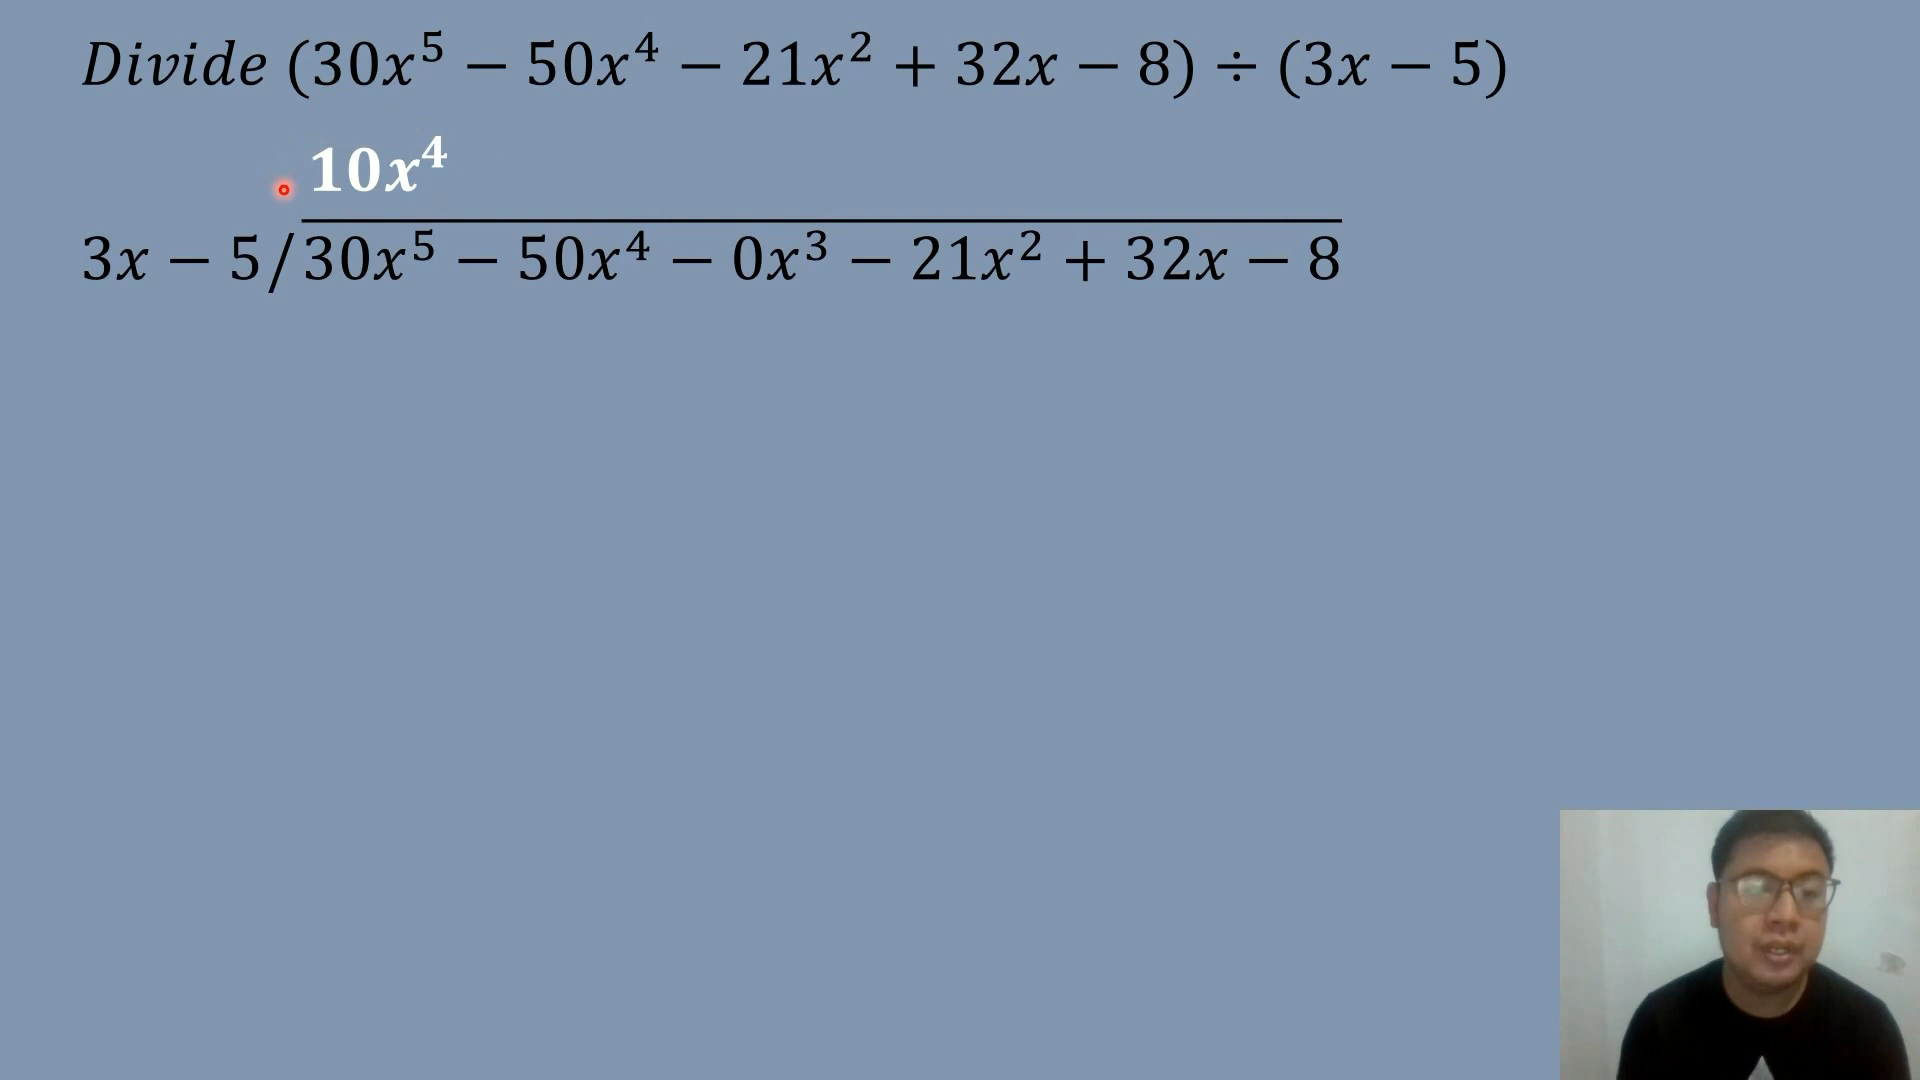 Divide (30x⁵ − 50x⁴ − 21x² + 32x − 8) ÷ (3x − 5)
10x⁴
3x − 5/30x⁵ − 50x⁴ − 0x³ − 21x² + 32x − 8